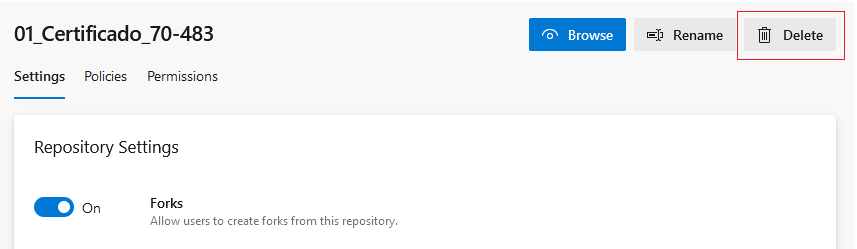 01_Certificado_70-483
Browse
Rename
Delete
Settings
Policies
Permissions
Repository Settings
On
Forks
Allow users to create forks from this repository.